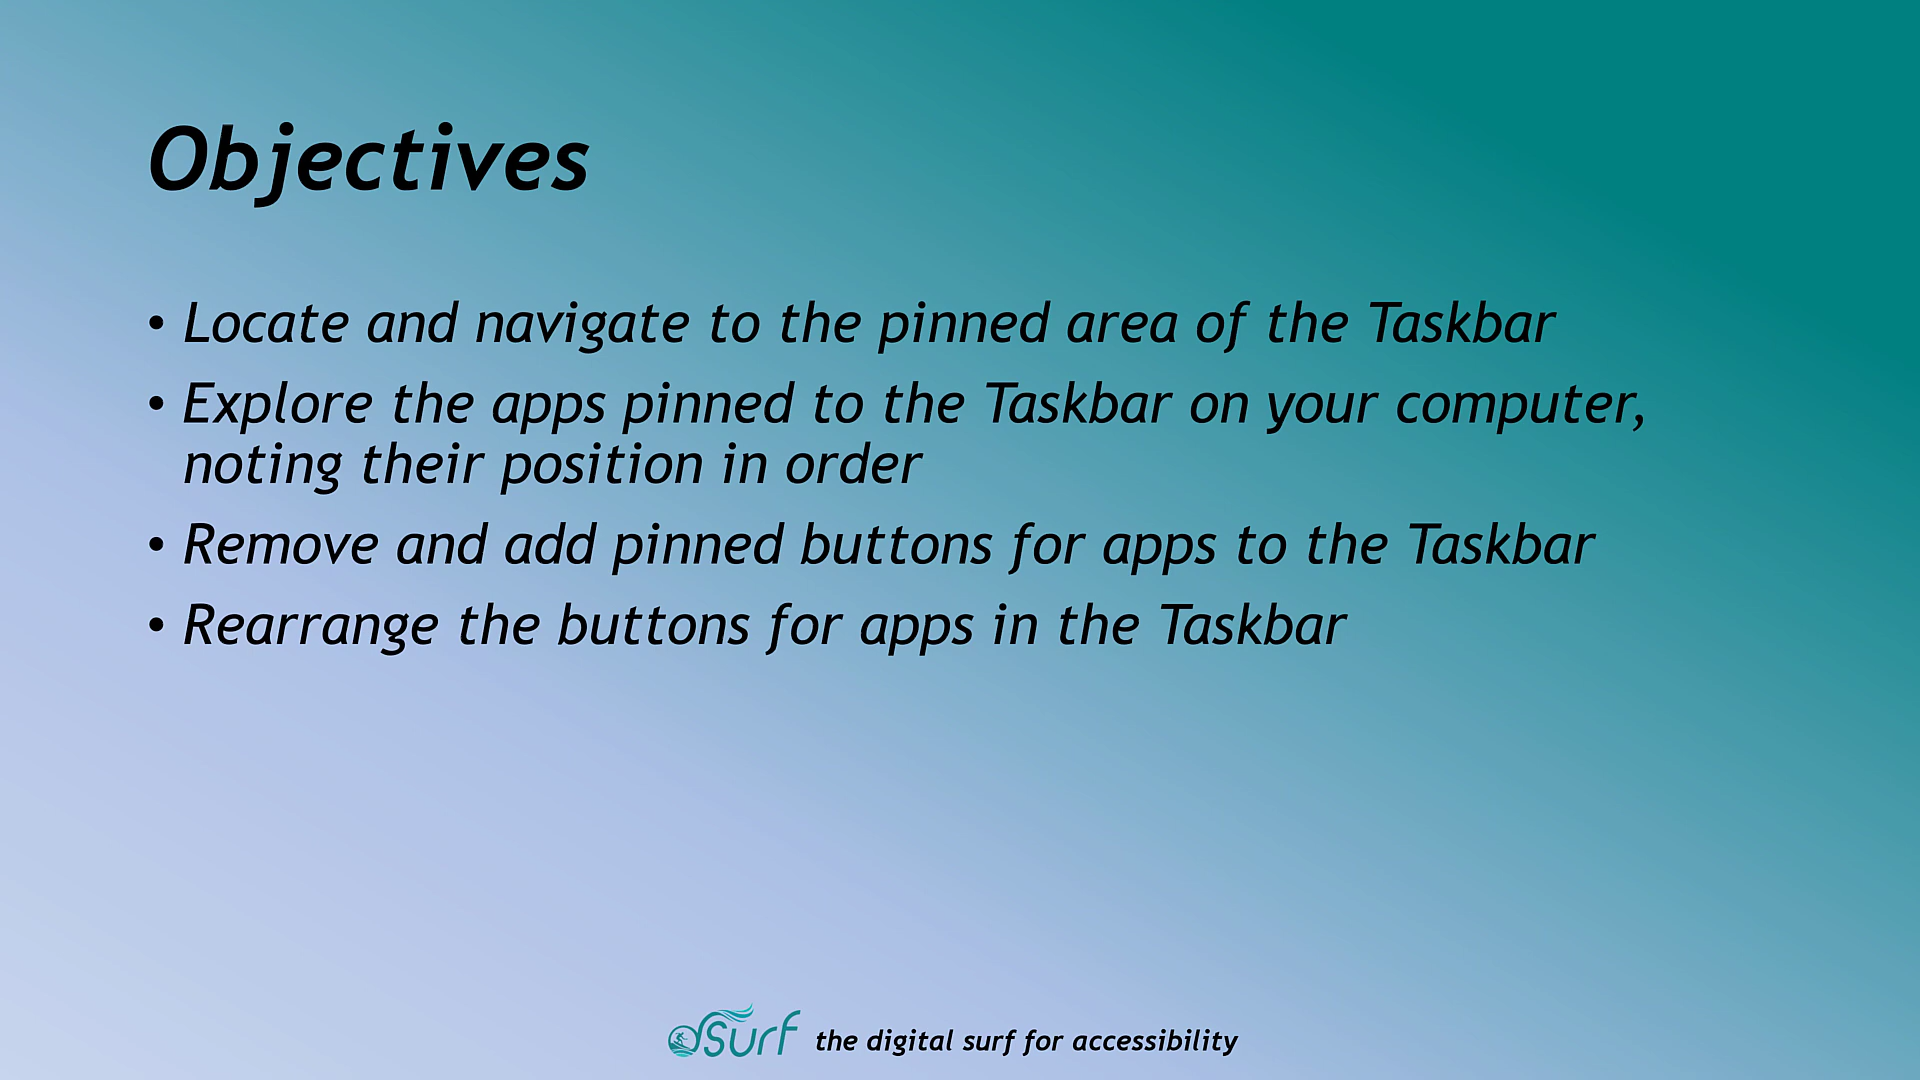 Objectives
• Locate and navigate to the pinned area of the Taskbar
• Explore the apps pinned to the Taskbar on your computer,
noting their position in order
• Remove and add pinned buttons for apps to the Taskbar
• Rearrange the buttons for apps in the Taskbar
dSurf the digital surf for accessibility